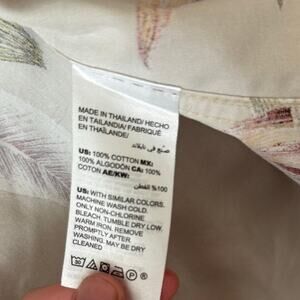 MADE IN THAILAND/ HECHO
EN TAILANDIA/ FABRIQUÉ
EN THAÏLANDE/
صنع في تايلاند
US: 100% COTTON MX:
100% ALGODÓN CA: 100%
COTON AE/KW:
100% القطن
US: WITH SIMILAR COLORS.
MACHINE WASH COLD.
ONLY NON-CHLORINE
BLEACH. TUMBLE DRY LOW.
WARM IRON. REMOVE
PROMPTLY AFTER
WASHING. MAY BE DRY
CLEANED
30
P